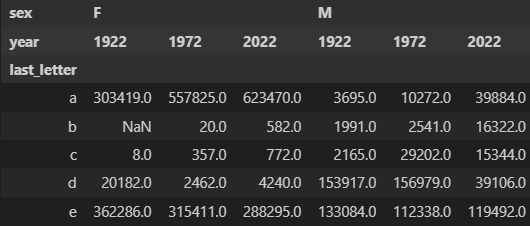 sex F M
year 1922 1972 2022 1922 1972 2022
last_letter
a 303419.0 557825.0 623470.0 3695.0 10272.0 39884.0
b NaN 20.0 582.0 1991.0 2541.0 16322.0
c 8.0 357.0 772.0 2165.0 29202.0 15344.0
d 20182.0 2462.0 4240.0 153917.0 156979.0 39106.0
e 362286.0 315411.0 288295.0 133084.0 112338.0 119492.0